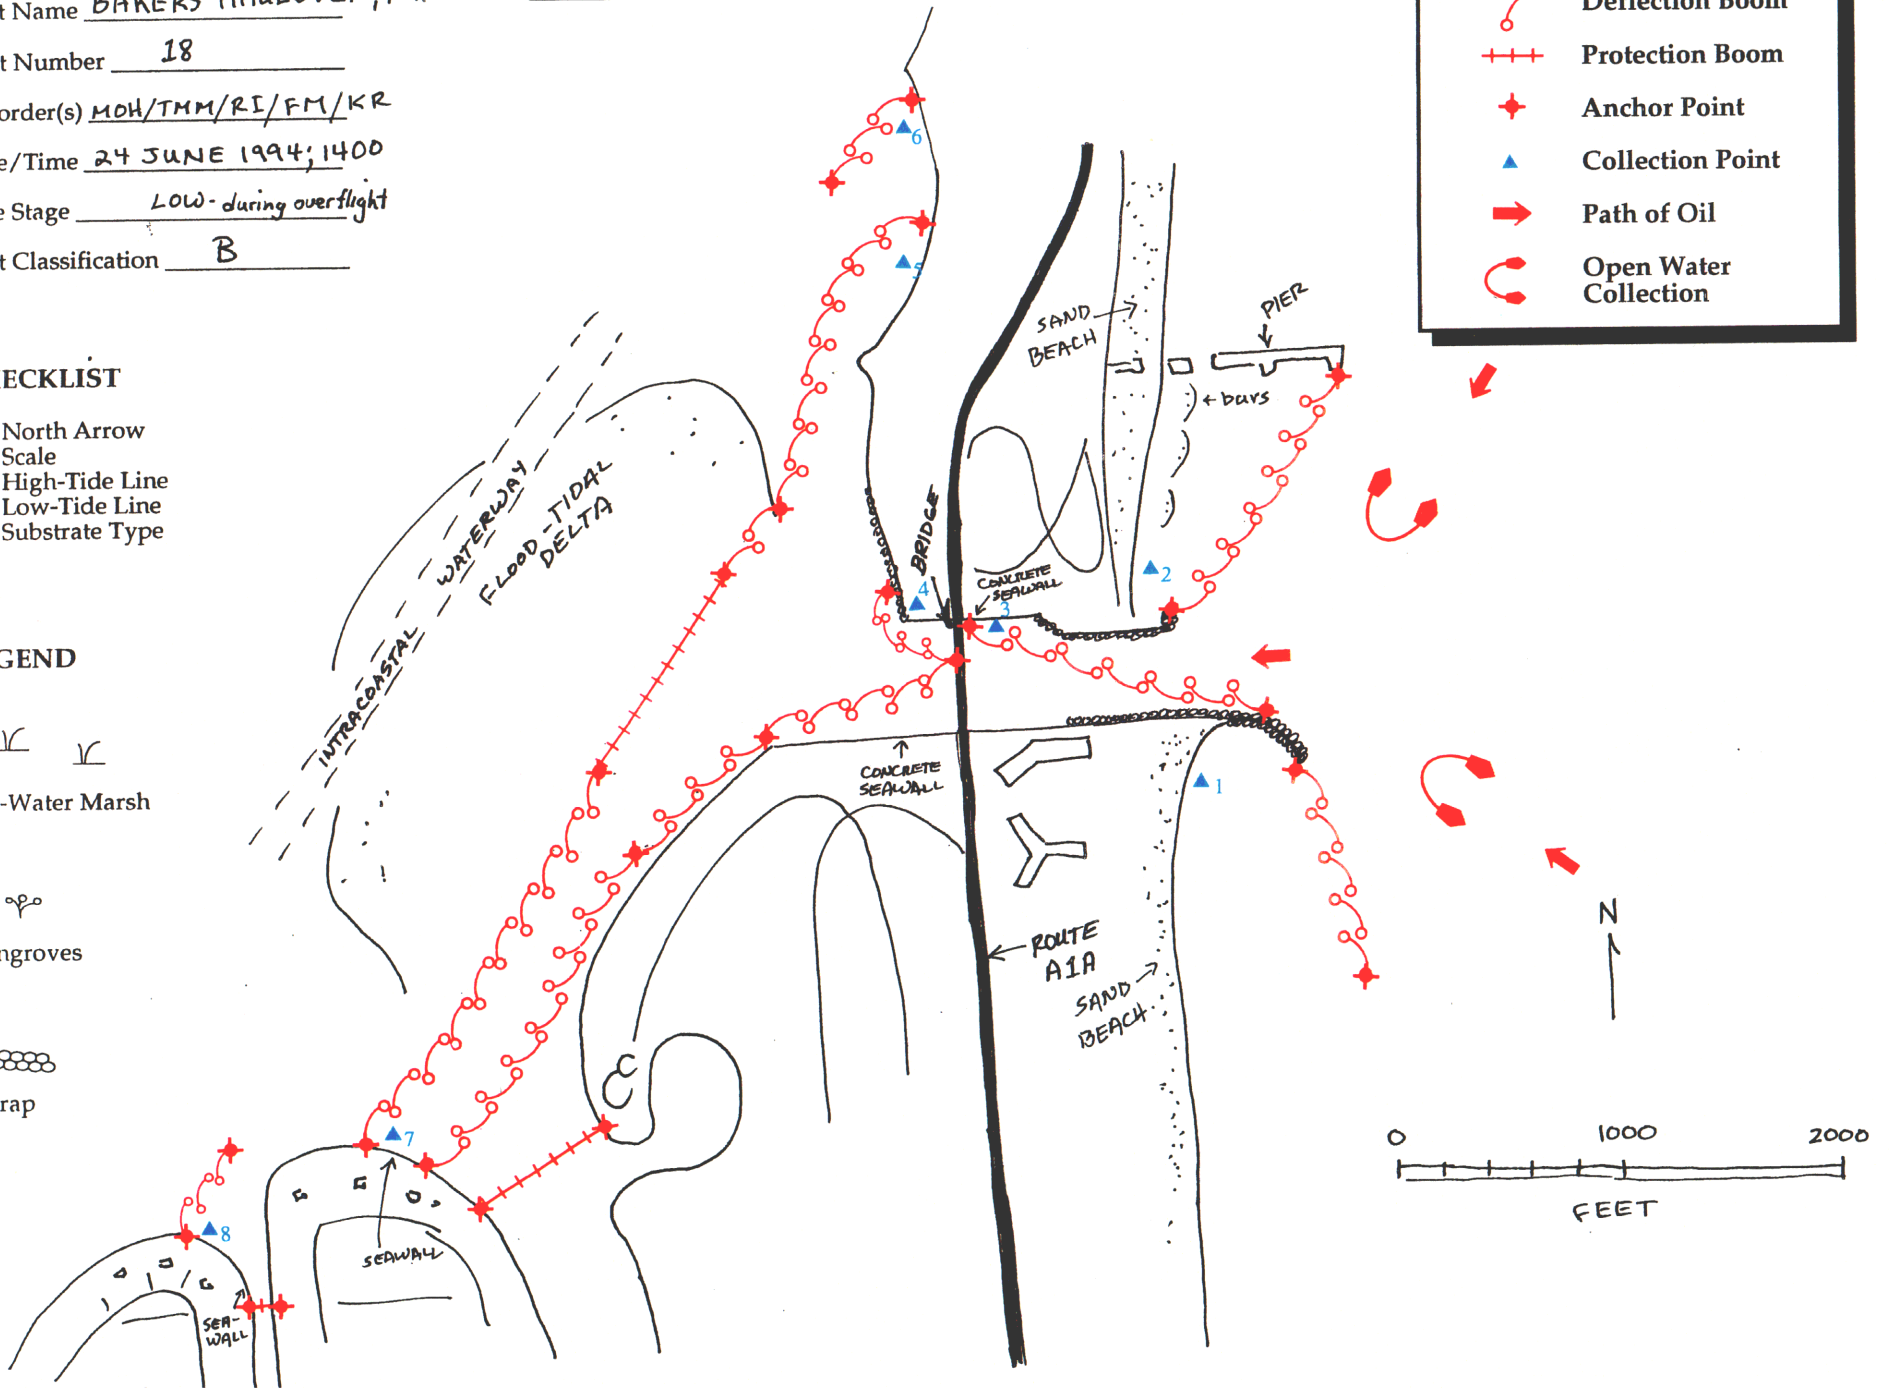 t Name BAKERS
t Number 18
order(s) MOH/TMM/RI/FM/KR
e/Time 24 JUNE 1994; 1400
e Stage LOW - during overflight
t Classification B
ECKLIST
North Arrow
Scale
High-Tide Line
Low-Tide Line
Substrate Type
GEND
-Water Marsh
ngroves
rap
Deflection Boom
Protection Boom
Anchor Point
Collection Point
Path of Oil
Open Water
Collection
6
5
SAND
BEACH
PIER
← bars
INTRACOASTAL WATERWAY
FLOOD-TIDAL
DELTA
BRIDGE
CONCRETE
SEAWALL
4
3
2
CONCRETE
SEAWALL
1
ROUTE
A1A
SAND
BEACH
N
7
SEAWALL
8
SEA-
WALL
0 1000 2000
FEET